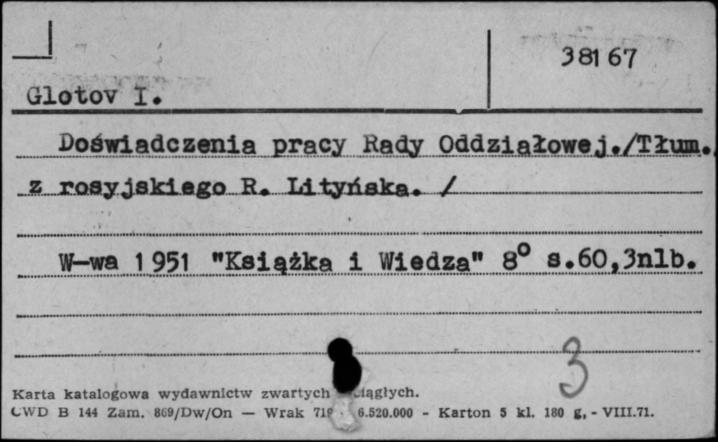 38167
Glotov I.
Doświadczenia pracy Rady Oddziałowej./Tłum.
z rosyjskiego R. Lityńska. /
W-wa 1951 "Książka i Wiedza" 8° s.60,3nlb.
3
Karta katalogowa wydawnictw zwartych
CWD B 144 Zam. 869/Dw/On — Wrak 6.520.000 - Karton 5 kl. 180 g, - VIII.71.